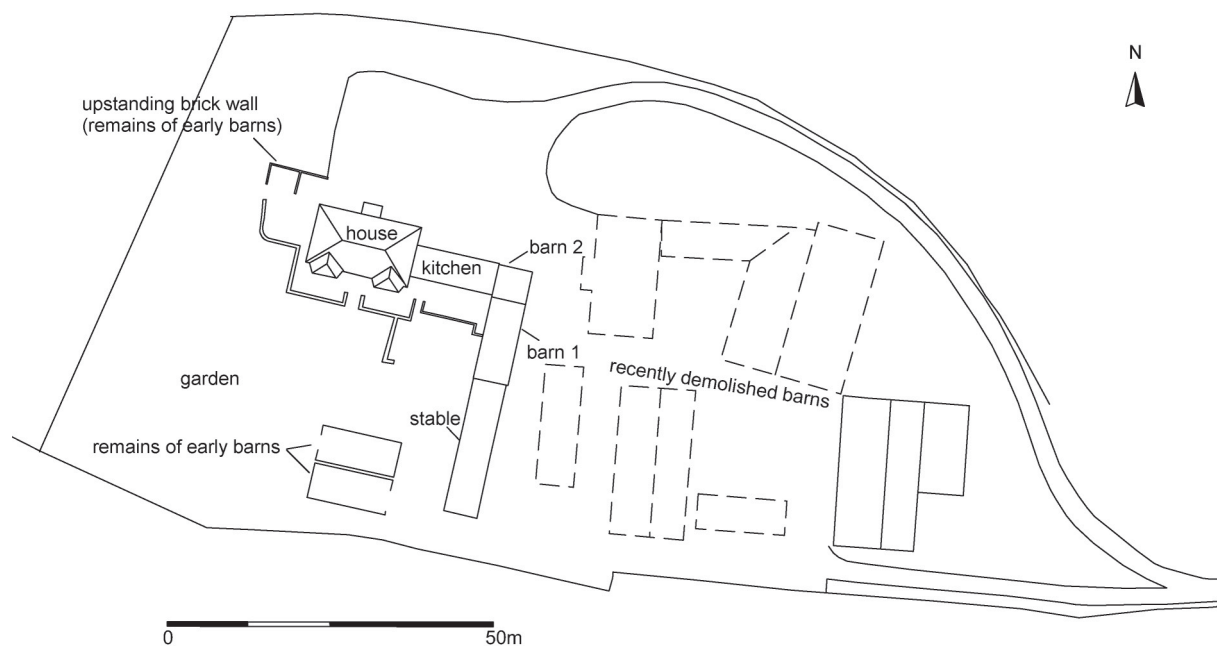 N
upstanding brick wall
(remains of early barns)
house
barn 2
kitchen
barn 1
recently demolished barns
garden
stable
remains of early barns
0
50m